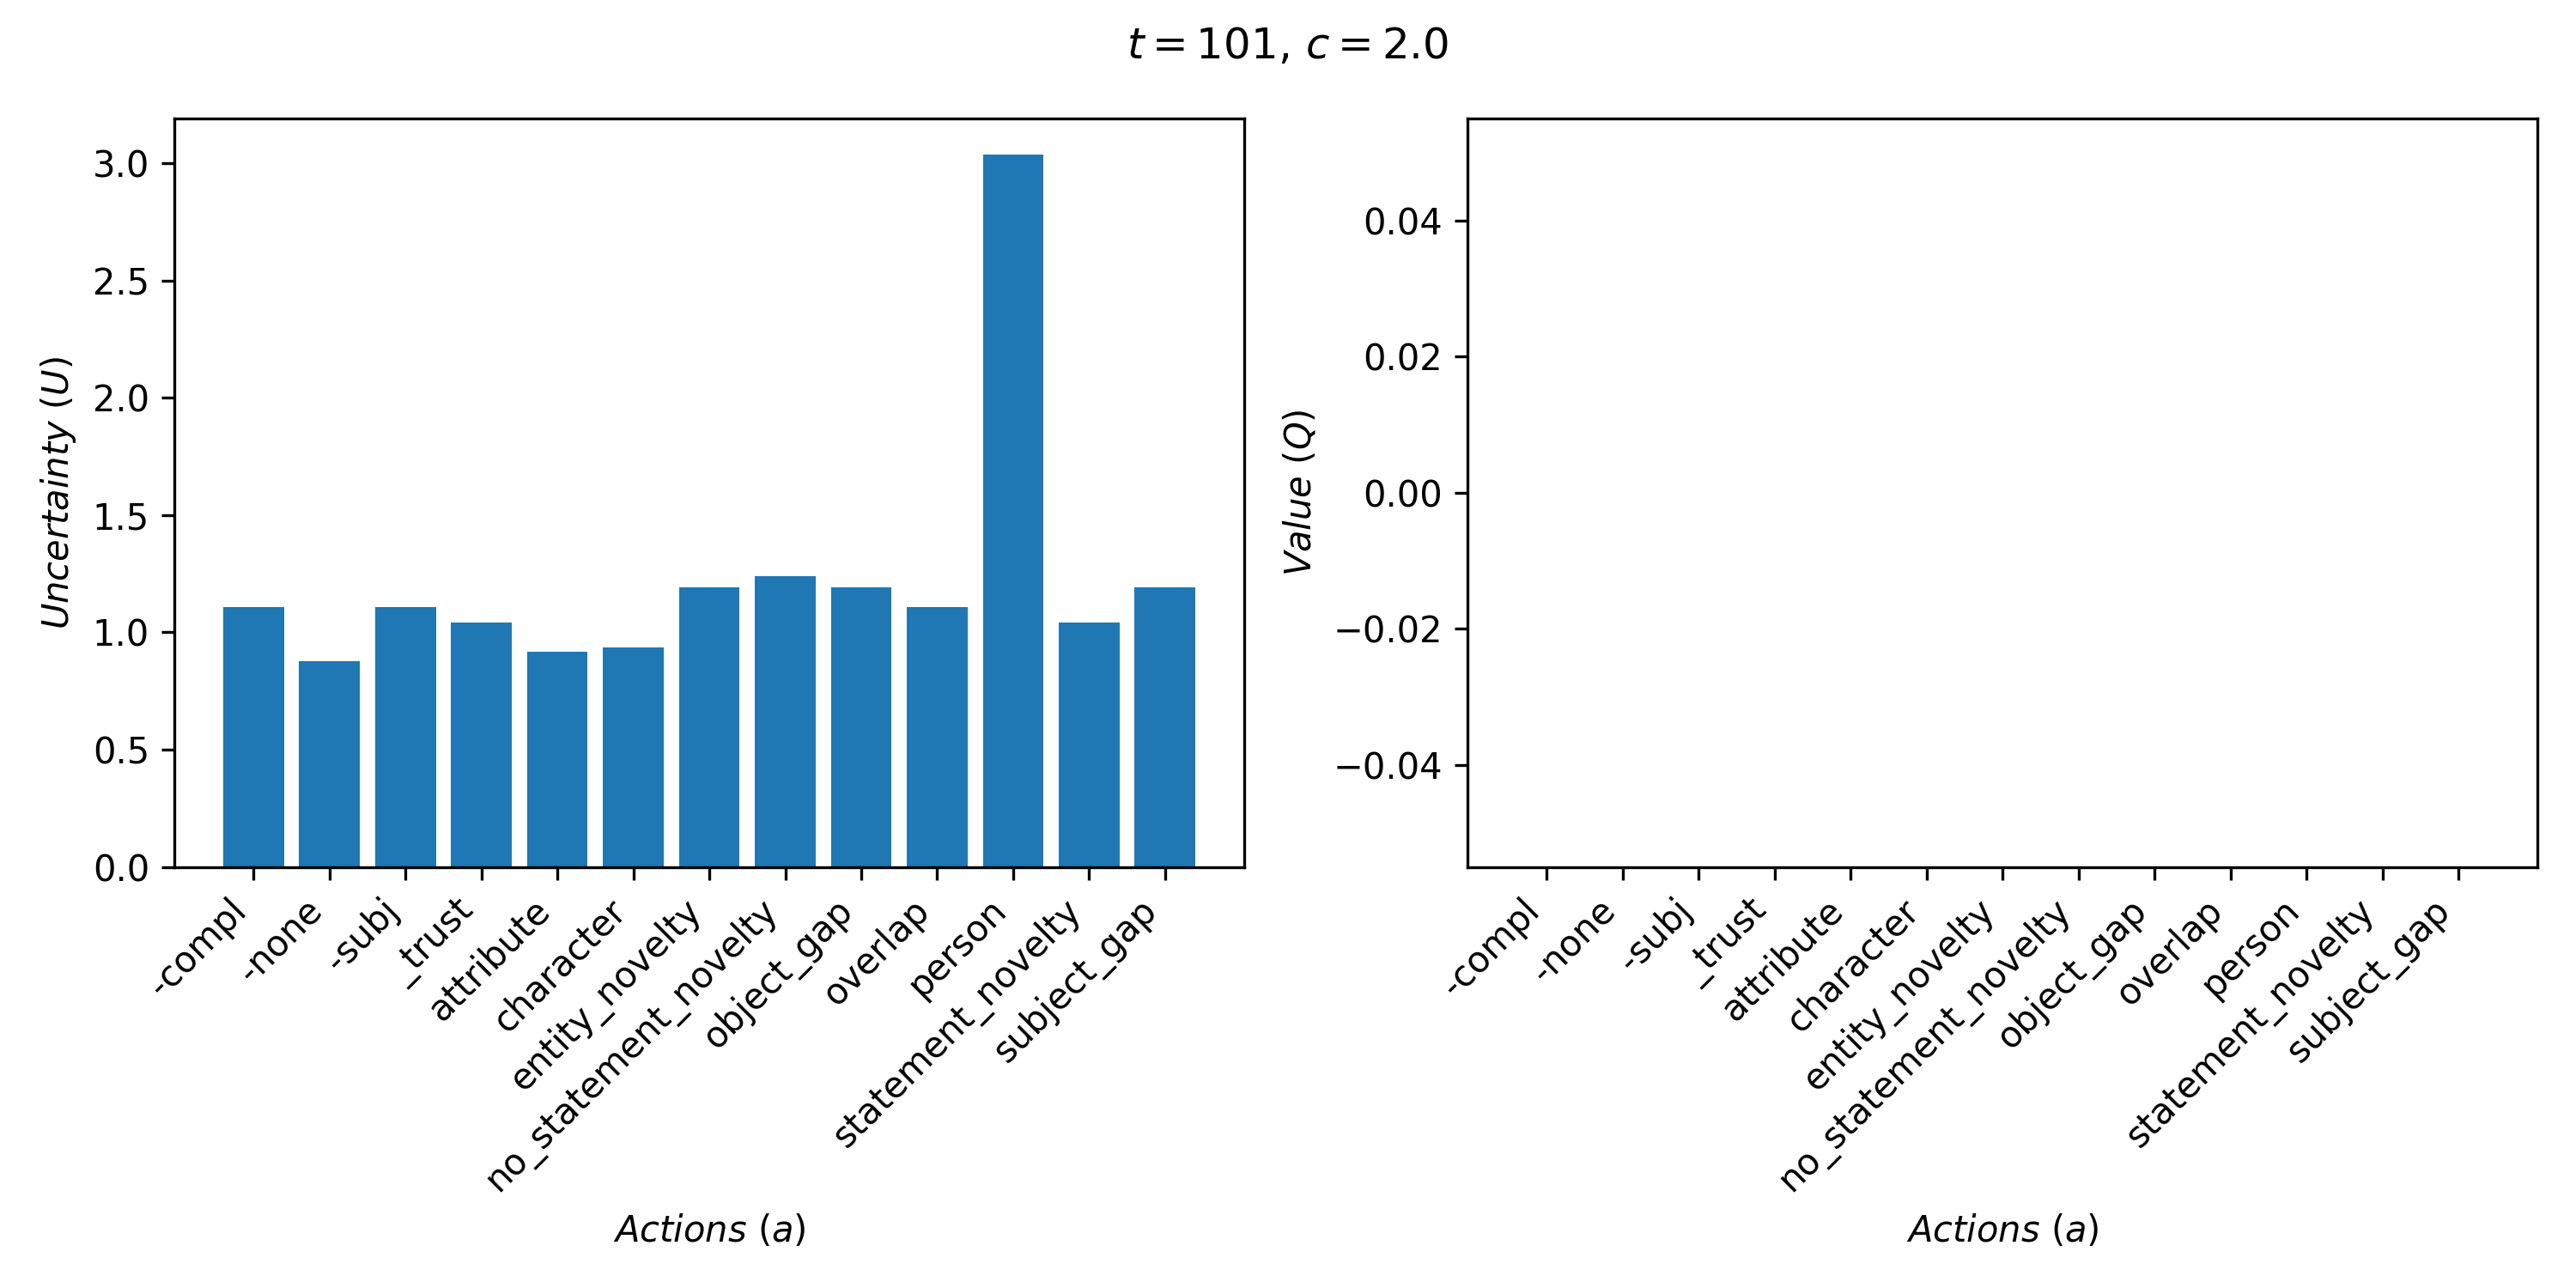 t = 101, c = 2.0
Uncertainty (U)
3.0
2.5
2.0
1.5
1.0
0.5
0.0
-compl
-none
-subj
_trust
attribute
character
entity_novelty
no_statement_novelty
object_gap
overlap
person
statement_novelty
subject_gap
Actions (a)
Value (Q)
0.04
0.02
0.00
−0.02
−0.04
-compl
-none
-subj
_trust
attribute
character
entity_novelty
no_statement_novelty
object_gap
overlap
person
statement_novelty
subject_gap
Actions (a)